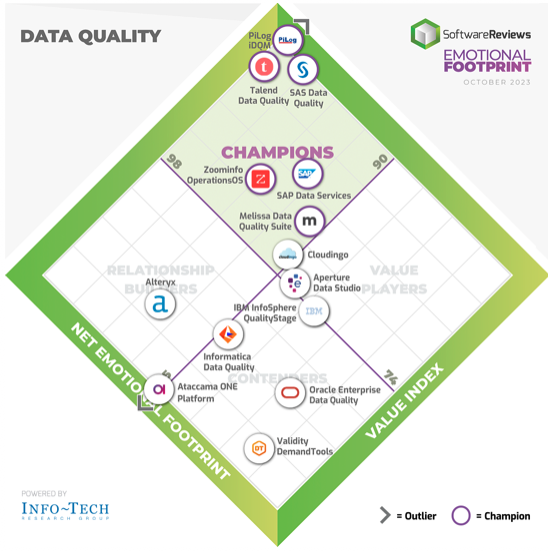 DATA QUALITY
SoftwareReviews
EMOTIONAL
FOOTPRINT
OCTOBER 2023
PiLog
iDQM
PiLog
t
Talend
Data Quality
SAS Data
Quality
CHAMPIONS
98
90
Zoominfo
OperationsOS
Z
SAP
SAP Data Services
Melissa Data
Quality Suite
m
cloudingo
Cloudingo
RELATIONSHIP
BUILDERS
VALUE
PLAYERS
Aperture
Data Studio
e
Alteryx
a
IBM InfoSphere
QualityStage
IBM
Informatica
Data Quality
CONTENDERS
74
Ataccama ONE
Platform
a
Oracle Enterprise
Data Quality
Validity
DemandTools
DT
NET EMOTIONAL FOOTPRINT
VALUE INDEX
POWERED BY
INFO~TECH
RESEARCH GROUP
= Outlier
= Champion